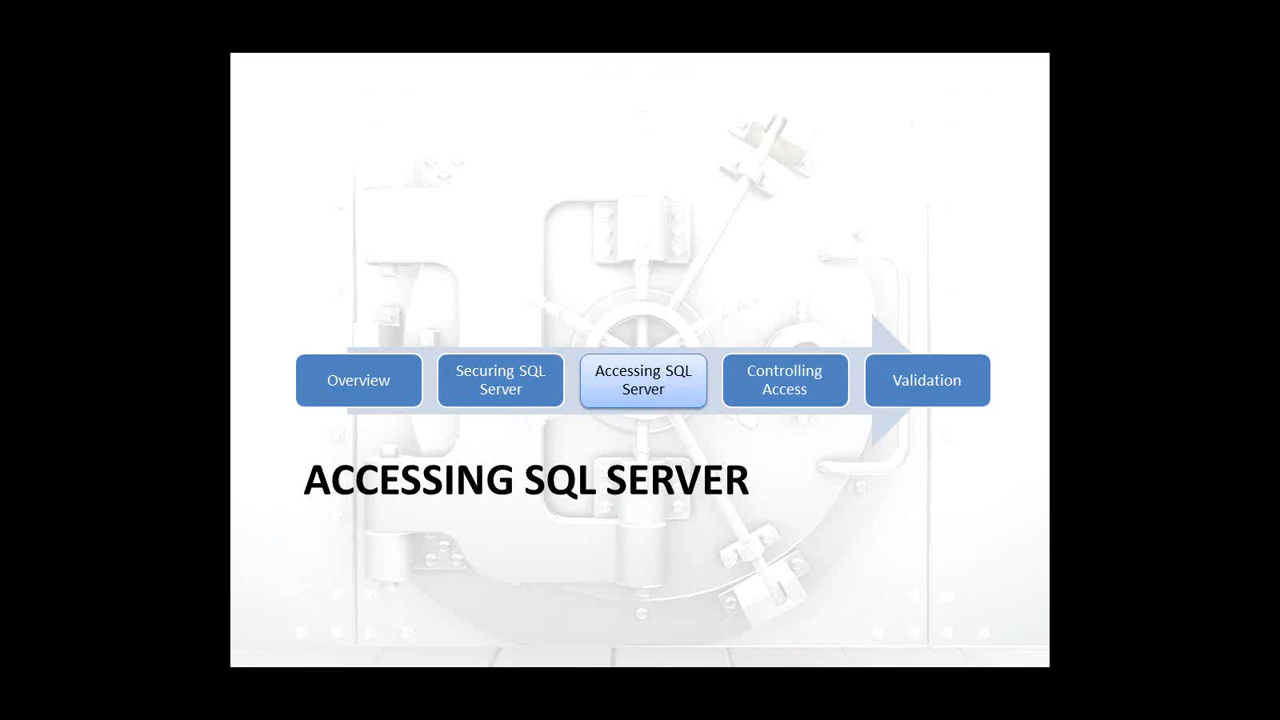 Overview
Securing SQL
Server
Accessing SQL
Server
Controlling
Access
Validation
ACCESSING SQL SERVER